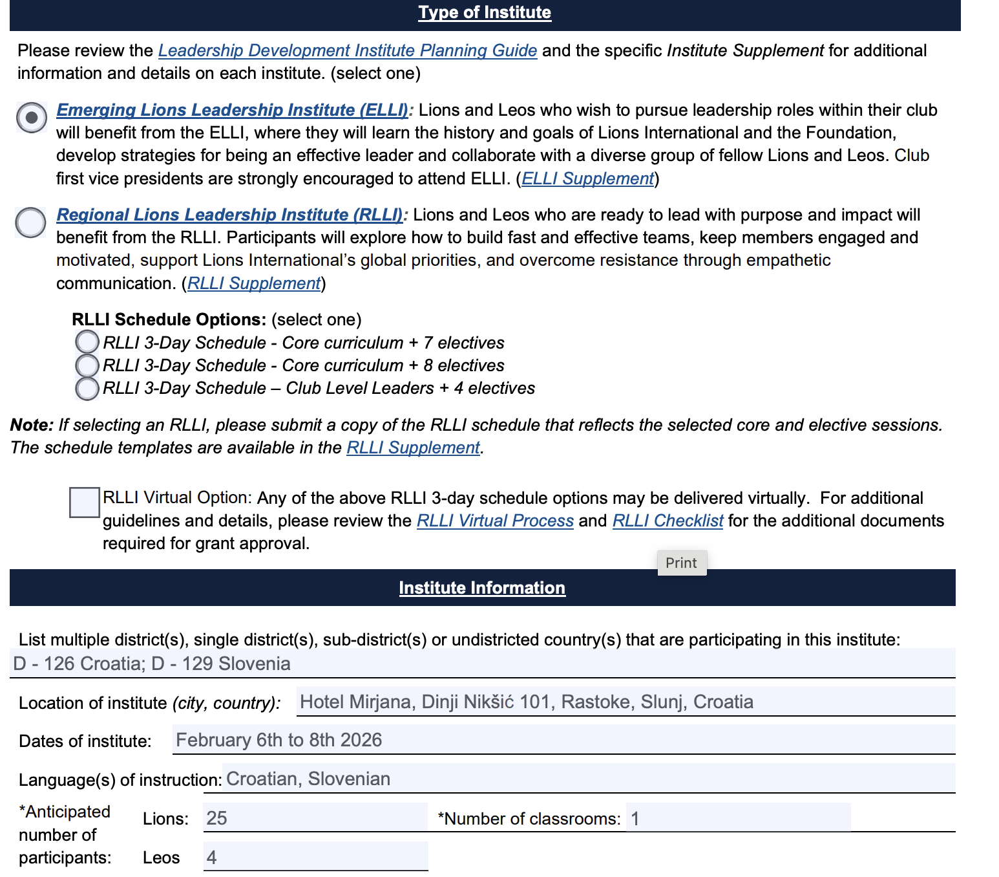 Type of Institute
Please review the Leadership Development Institute Planning Guide and the specific Institute Supplement for additional
information and details on each institute. (select one)
Emerging Lions Leadership Institute (ELLI): Lions and Leos who wish to pursue leadership roles within their club
will benefit from the ELLI, where they will learn the history and goals of Lions International and the Foundation,
develop strategies for being an effective leader and collaborate with a diverse group of fellow Lions and Leos. Club
first vice presidents are strongly encouraged to attend ELLI. (ELLI Supplement)
Regional Lions Leadership Institute (RLLI): Lions and Leos who are ready to lead with purpose and impact will
benefit from the RLLI. Participants will explore how to build fast and effective teams, keep members engaged and
motivated, support Lions International’s global priorities, and overcome resistance through empathetic
communication. (RLLI Supplement)
RLLI Schedule Options: (select one)
RLLI 3-Day Schedule - Core curriculum + 7 electives
RLLI 3-Day Schedule - Core curriculum + 8 electives
RLLI 3-Day Schedule – Club Level Leaders + 4 electives
Note: If selecting an RLLI, please submit a copy of the RLLI schedule that reflects the selected core and elective sessions.
The schedule templates are available in the RLLI Supplement.
RLLI Virtual Option: Any of the above RLLI 3-day schedule options may be delivered virtually. For additional
guidelines and details, please review the RLLI Virtual Process and RLLI Checklist for the additional documents
required for grant approval.
Print
Institute Information
List multiple district(s), single district(s), sub-district(s) or undistricted country(s) that are participating in this institute:
D - 126 Croatia; D - 129 Slovenia
Location of institute (city, country): Hotel Mirjana, Dinji Nikšić 101, Rastoke, Slunj, Croatia
Dates of institute: February 6th to 8th 2026
Language(s) of instruction: Croatian, Slovenian
*Anticipated
number of
participants:
Lions: 25 *Number of classrooms: 1
Leos 4